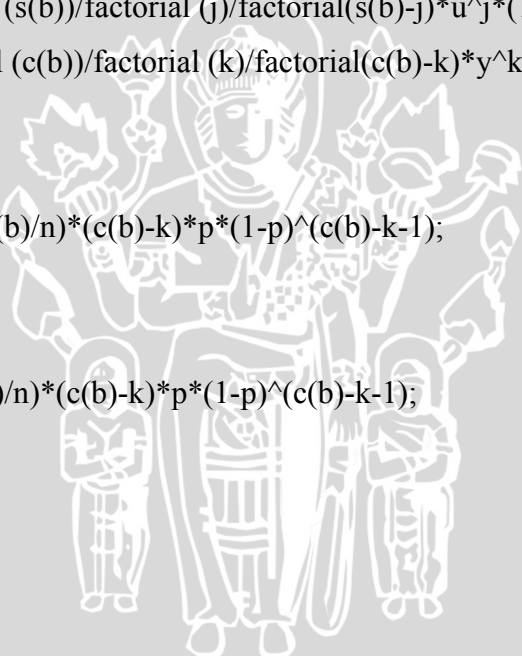 (s(b))/factorial (j)/factorial(s(b)-j)*u^j*(
l (c(b))/factorial (k)/factorial(c(b)-k)*y^k
(b)/n)*(c(b)-k)*p*(1-p)^(c(b)-k-1);
)/n)*(c(b)-k)*p*(1-p)^(c(b)-k-1);